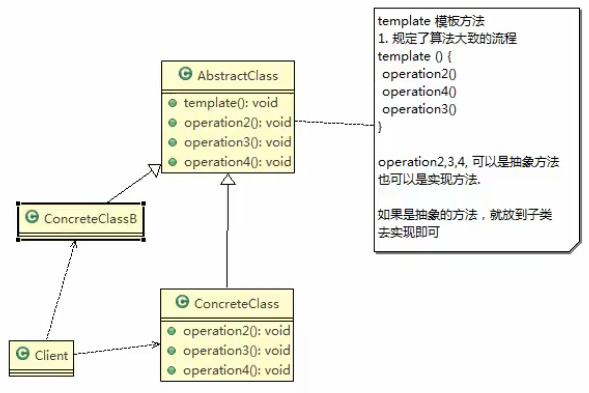 AbstractClass
template(): void
operation2(): void
operation3(): void
operation4(): void
template 模板方法
1. 规定了算法大致的流程
template () {
operation2()
operation4()
operation3()
}
operation2,3,4, 可以是抽象方法
也可以是实现方法.
如果是抽象的方法，就放到子类
去实现即可
ConcreteClassB
ConcreteClass
operation2(): void
operation3(): void
operation4(): void
Client